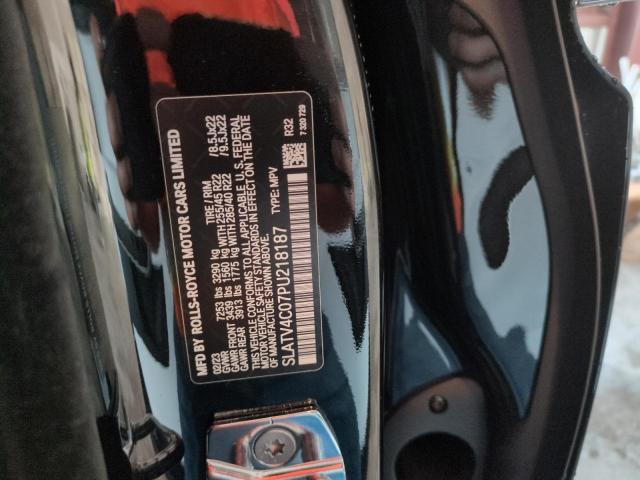 MFD BY ROLLS-ROYCE MOTOR CARS LIMITED
02/23 TIRE / RIM
GVWR 7253 lbs 3290 kg
GAWR FRONT 3439 lbs 1560 kg WITH 255/45 R22 /8.5Jx22
GAWR REAR 3913 lbs 1775 kg WITH 285/40 R22 /9.5Jx22
THIS VEHICLE CONFORMS TO ALL APPLICABLE U. S. FEDERAL
MOTOR VEHICLE SAFETY STANDARDS IN EFFECT ON THE DATE
OF MANUFACTURE SHOWN ABOVE.
SLATV4C07PU218187 TYPE: MPV
R32
7 320 729